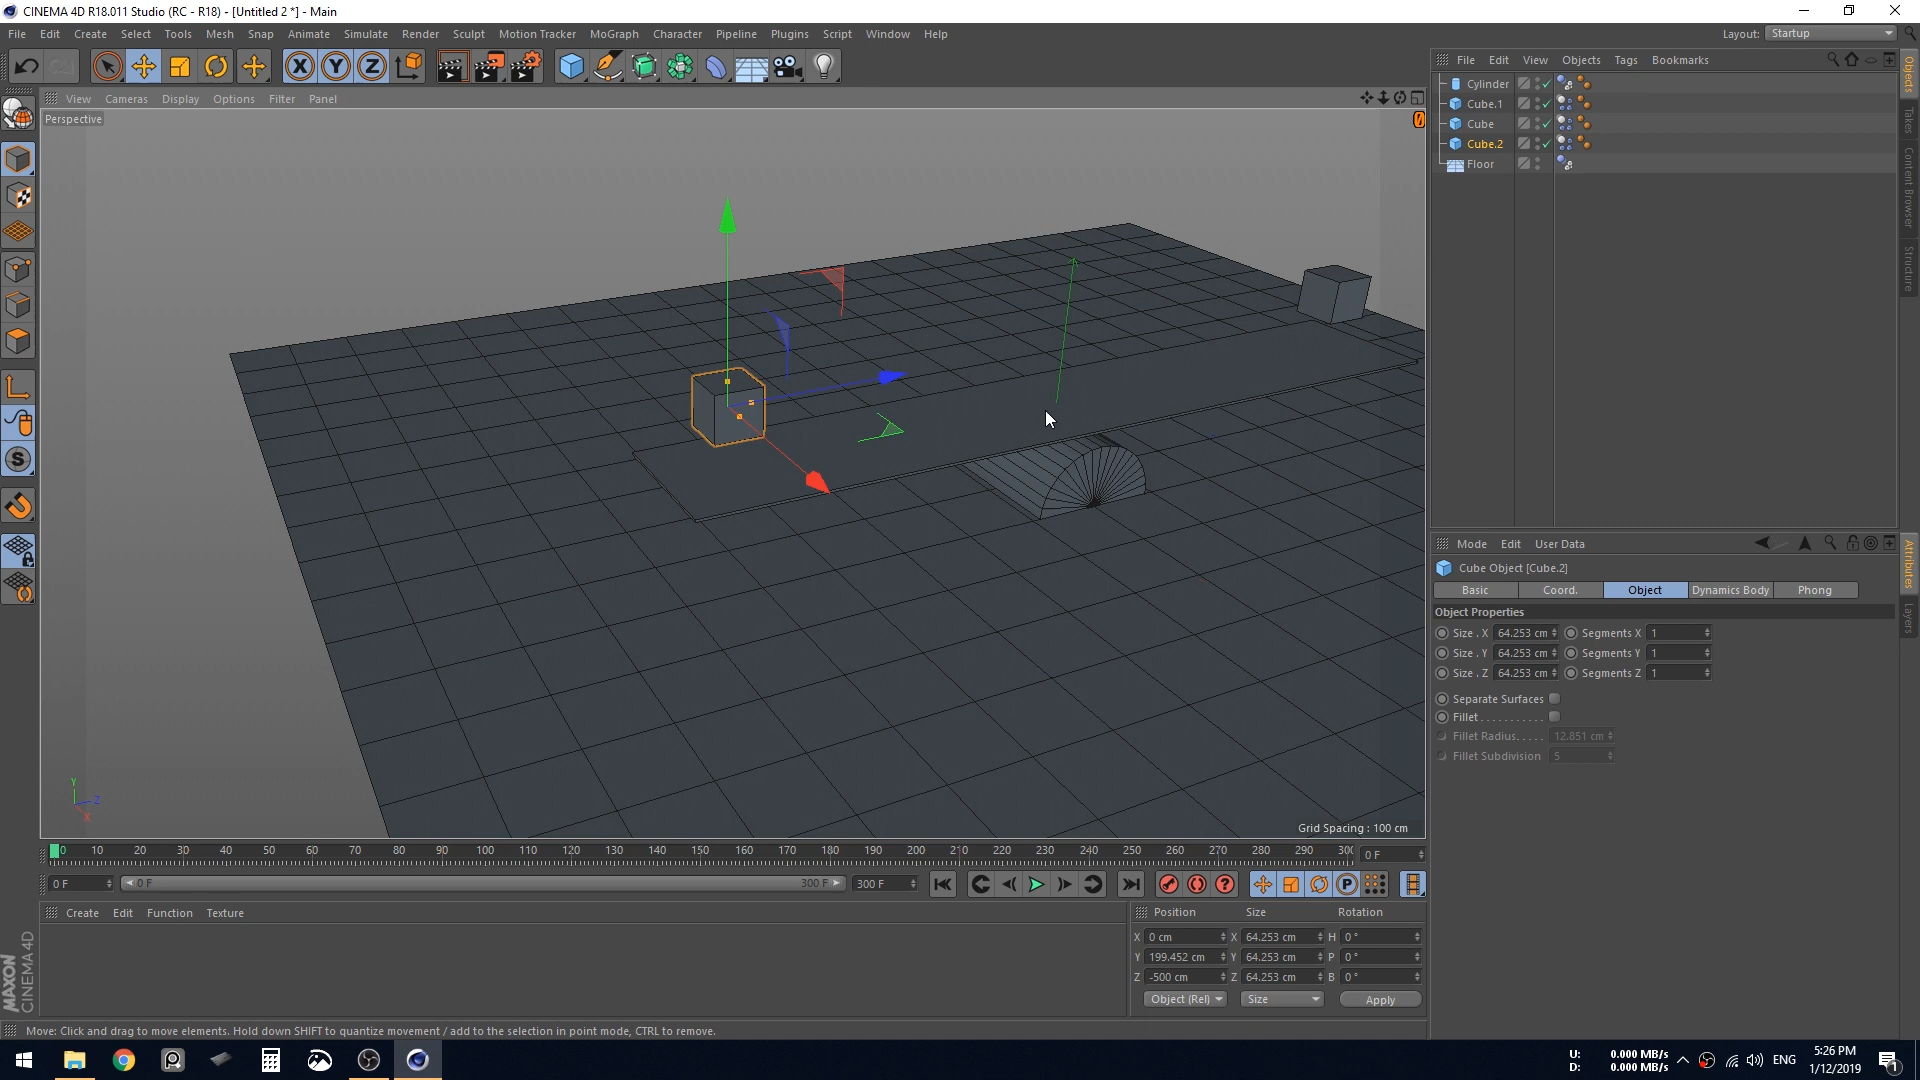 CINEMA 4D R18.011 Studio (RC - R18) - [Untitled 2 *] - Main
File Edit Create Select Tools Mesh Snap Animate Simulate Render Sculpt Motion Tracker MoGraph Character Pipeline Plugins Script Window Help
Layout: Startup
X Y Z
View Cameras Display Options Filter Panel
Perspective
0
File Edit View Objects Tags Bookmarks
Cylinder
Cube.1
Cube
Cube.2
Floor
Objects
Takes
Content Browser
Structure
Mode Edit User Data
Cube Object [Cube.2]
Basic Coord. Object Dynamics Body Phong
Object Properties
Size . X 64.253 cm Segments X 1
Size . Y 64.253 cm Segments Y 1
Size . Z 64.253 cm Segments Z 1
Separate Surfaces
Fillet...........
Fillet Radius..... 12.851 cm
Fillet Subdivision 5
Attributes
Layers
S
Y
Z
X
Grid Spacing : 100 cm
0 10 20 30 40 50 60 70 80 90 100 110 120 130 140 150 160 170 180 190 200 210 220 230 240 250 260 270 280 290 300
0 F
0 F 0 F 300 F 300 F
P
Create Edit Function Texture
Position Size Rotation
X 0 cm X 64.253 cm H 0 °
Y 199.452 cm Y 64.253 cm P 0 °
Z -500 cm Z 64.253 cm B 0 °
Object (Rel) Size Apply
MAXON
CINEMA 4D
Move: Click and drag to move elements. Hold down SHIFT to quantize movement / add to the selection in point mode, CTRL to remove.
U: 0.000 MB/s
D: 0.000 MB/s
ENG
5:26 PM
1/12/2019
1